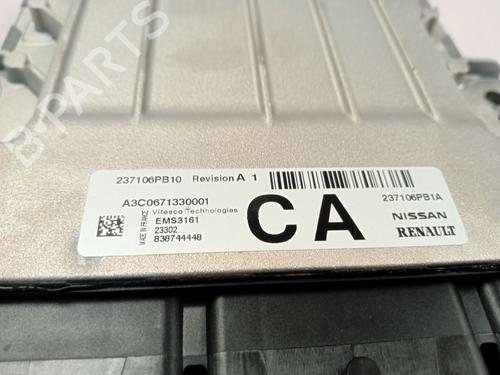 B-PARTS
237106PB10 Revision A 1
A3C0671330001
237106PB1A
Vitesco Technologies
MADE IN FRANCE
EMS3161
23302
838744448
CA
NISSAN
RENAULT